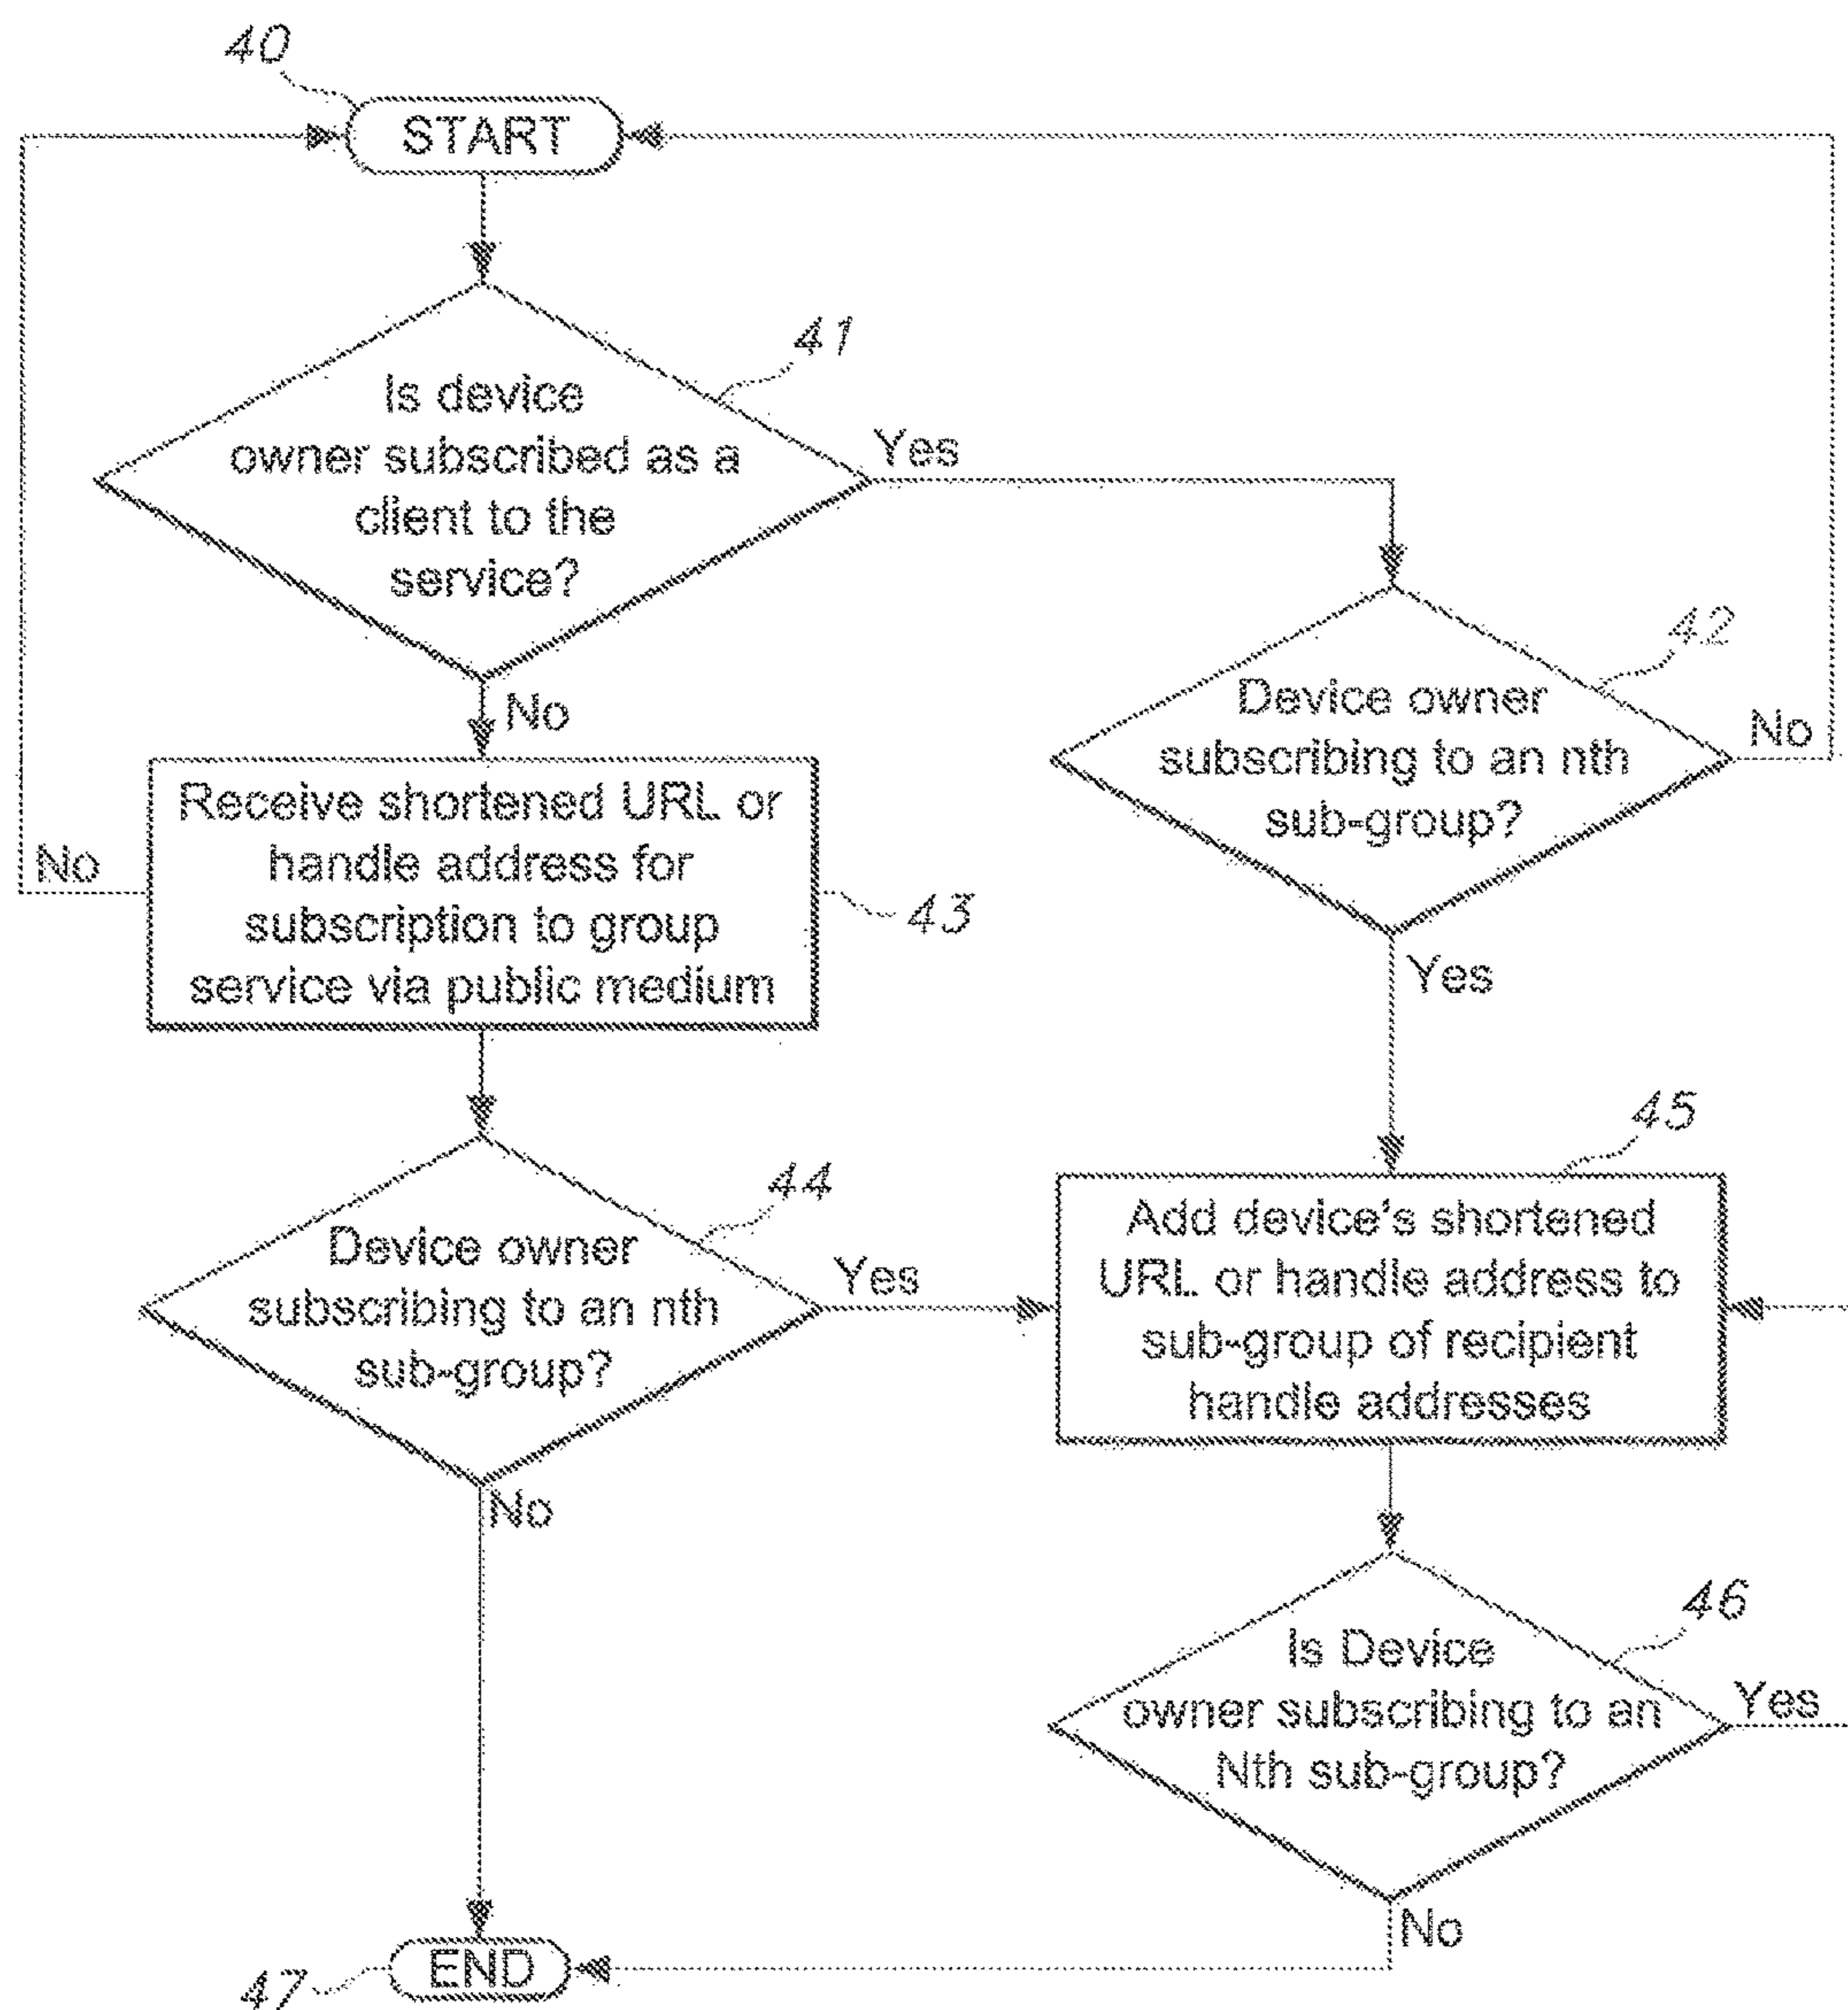 40
START
41
Is device
owner subscribed as a
client to the
service?
Yes
No
42
Device owner
subscribing to an nth
sub-group?
No
Yes
Receive shortened URL or
handle address for
subscription to group
service via public medium
No
43
44
Device owner
subscribing to an nth
sub-group?
Yes
No
45
Add device's shortened
URL or handle address to
sub-group of recipient
handle addresses
46
Is Device
owner subscribing to an
Nth sub-group?
Yes
No
END
47